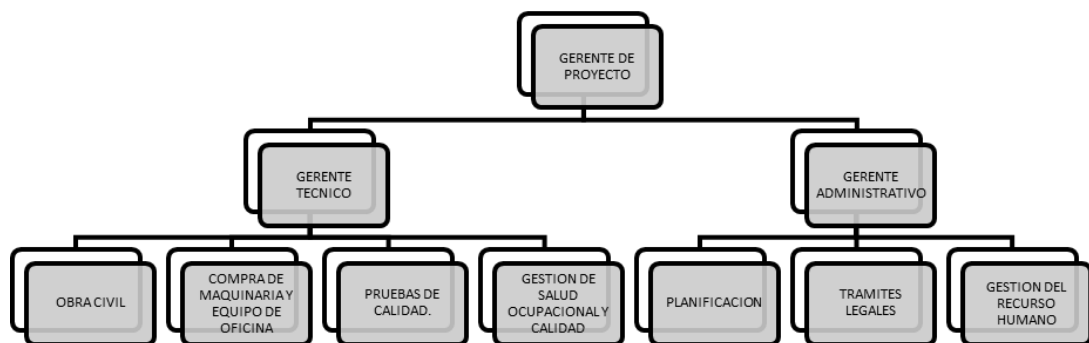 GERENTE DE
PROYECTO
GERENTE
TECNICO
GERENTE
ADMINISTRATIVO
OBRA CIVIL
COMPRA DE
MAQUINARIA Y
EQUIPO DE
OFICINA
PRUEBAS DE
CALIDAD.
GESTION DE
SALUD
OCUPACIONAL Y
CALIDAD
PLANIFICACION
TRAMITES
LEGALES
GESTION DEL
RECURSO
HUMANO